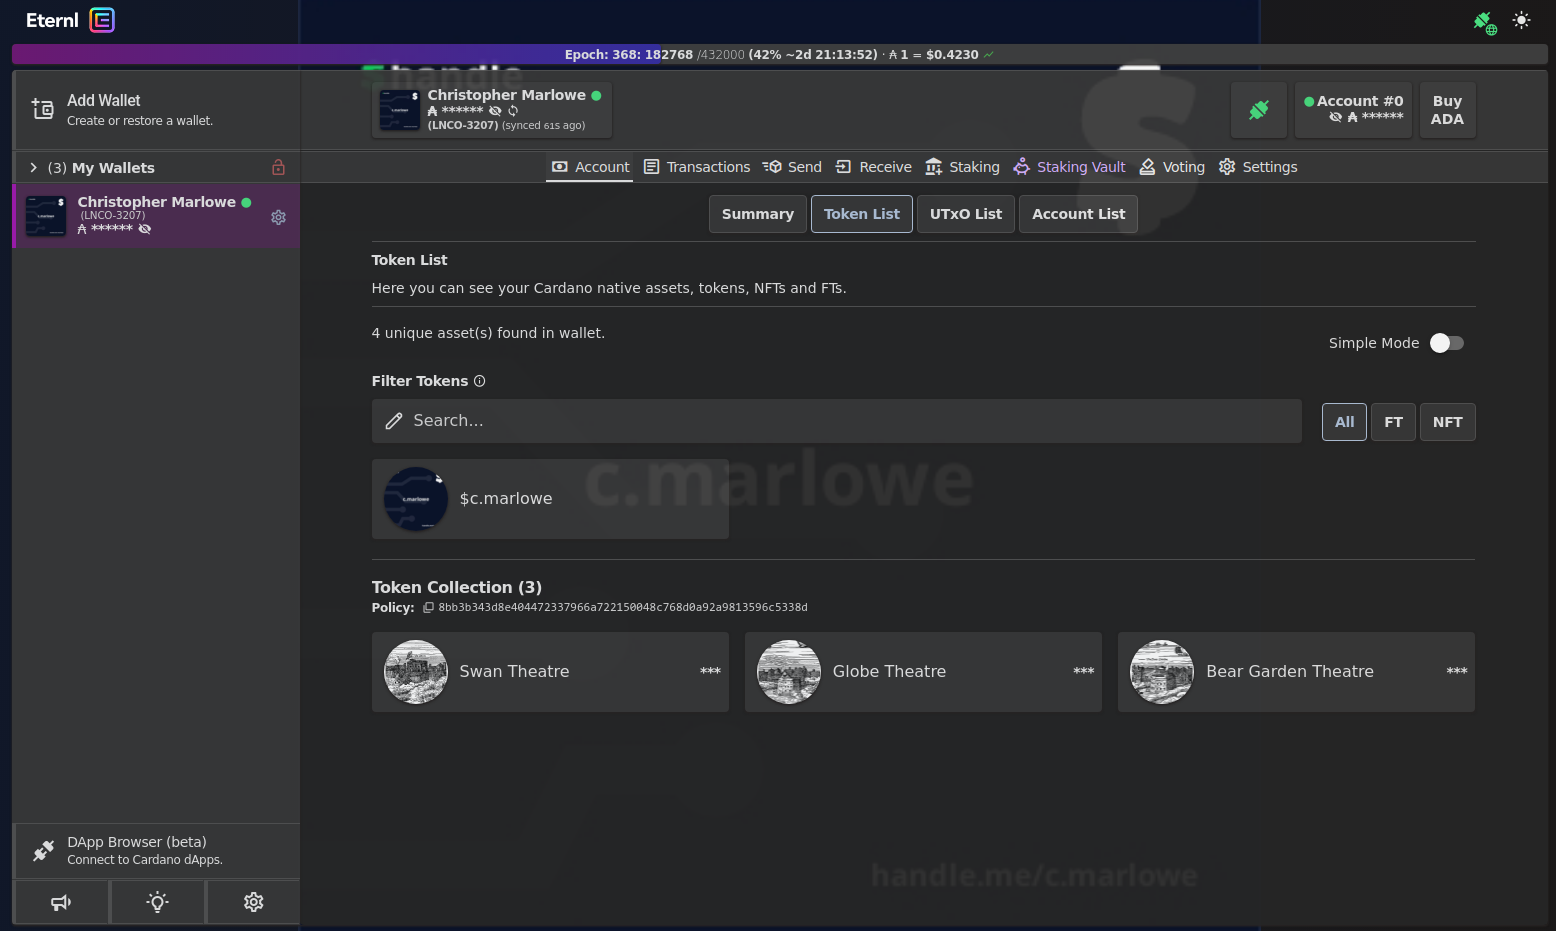 Eternl
Epoch: 368: 182768 /432000 (42% ~2d 21:13:52) · ₳ 1 = $0.4230
Add Wallet
Create or restore a wallet.
(3) My Wallets
Christopher Marlowe
(LNCO-3207)
₳ ******
$handle
Christopher Marlowe
₳ ******
(LNCO-3207) (synced 61s ago)
Account #0
₳ ******
Buy
ADA
$
Account
Transactions
Send
Receive
Staking
Staking Vault
Voting
Settings
Summary
Token List
UTxO List
Account List
Token List
Here you can see your Cardano native assets, tokens, NFTs and FTs.
4 unique asset(s) found in wallet.
Simple Mode
Filter Tokens
Search...
All
FT
NFT
c.marlowe
c.marlowe
$c.marlowe
Token Collection (3)
Policy: 8bb3b343d8e404472337966a722150048c768d0a92a9813596c5338d
Swan Theatre ***
Globe Theatre ***
Bear Garden Theatre ***
handle.me/c.marlowe
DApp Browser (beta)
Connect to Cardano dApps.